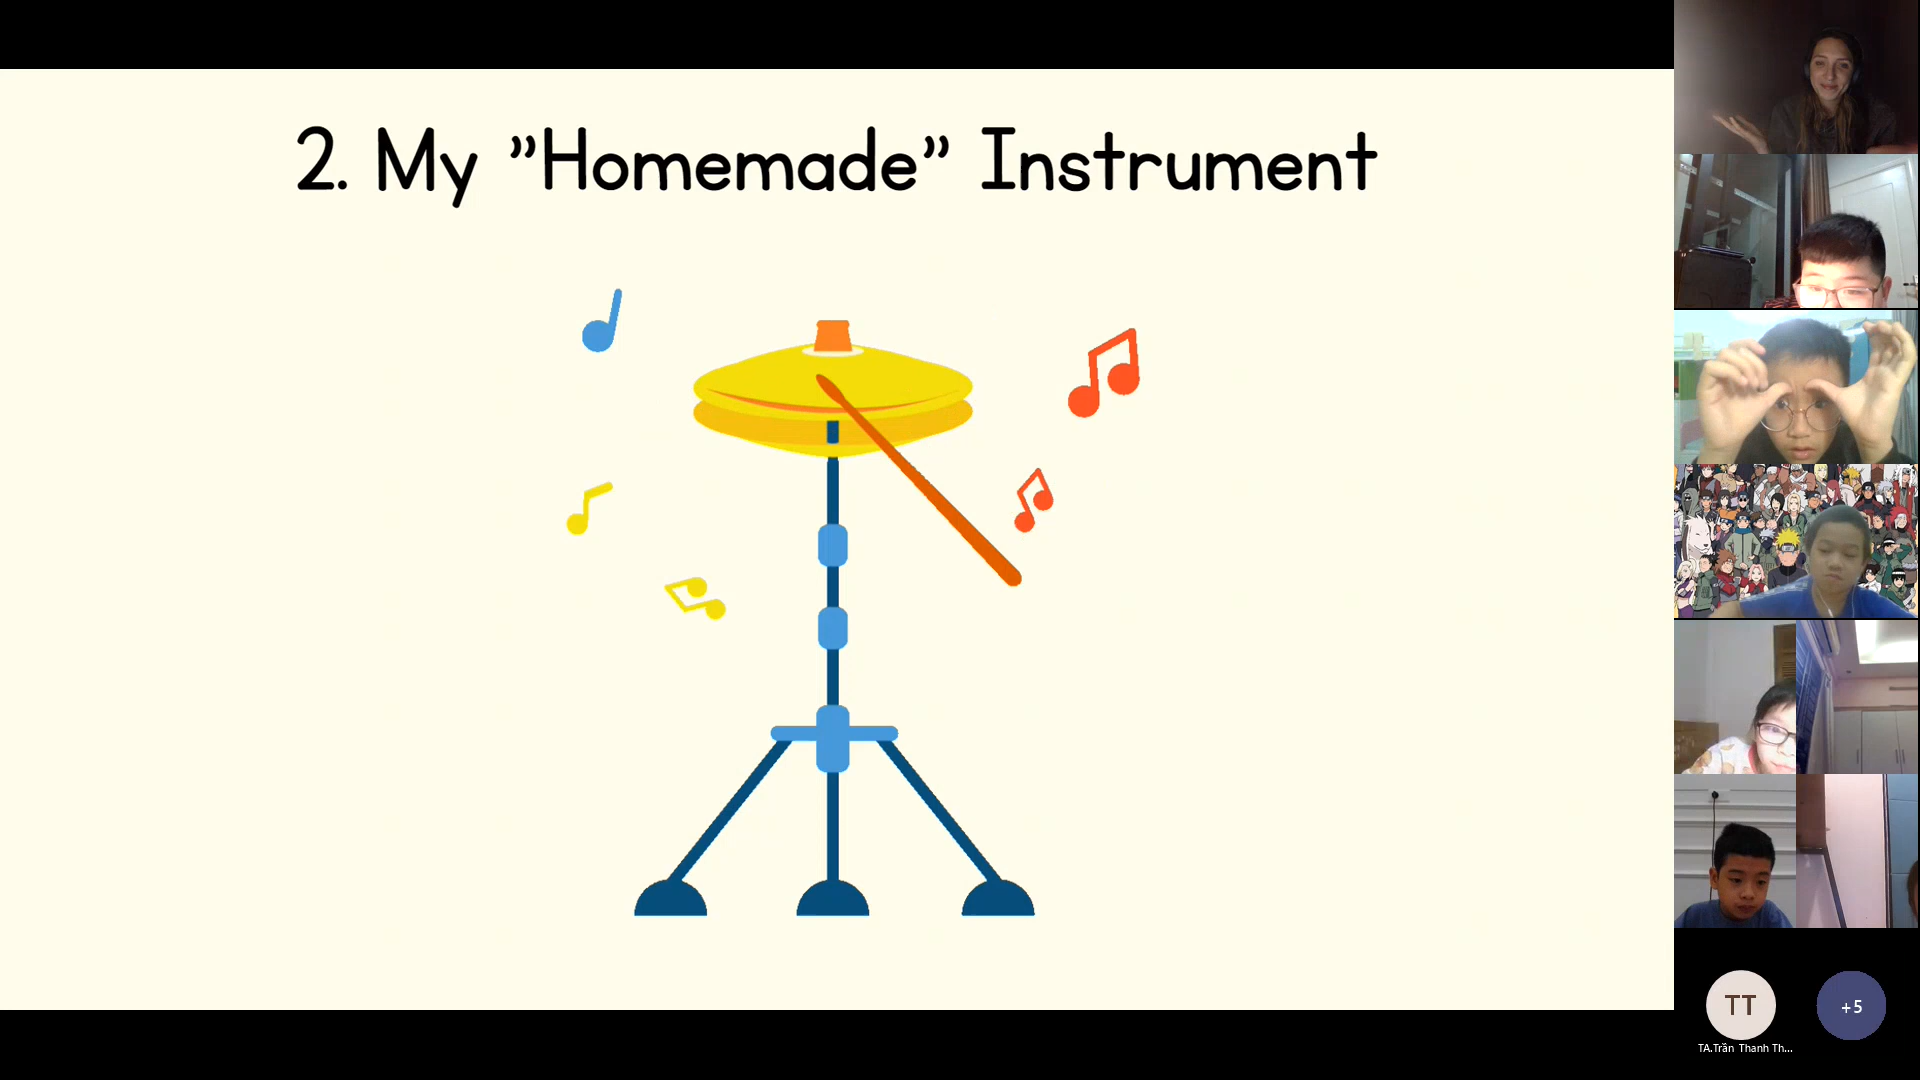 2. My ”Homemade” Instrument
TT
+5
TA.Trần Thanh Th...